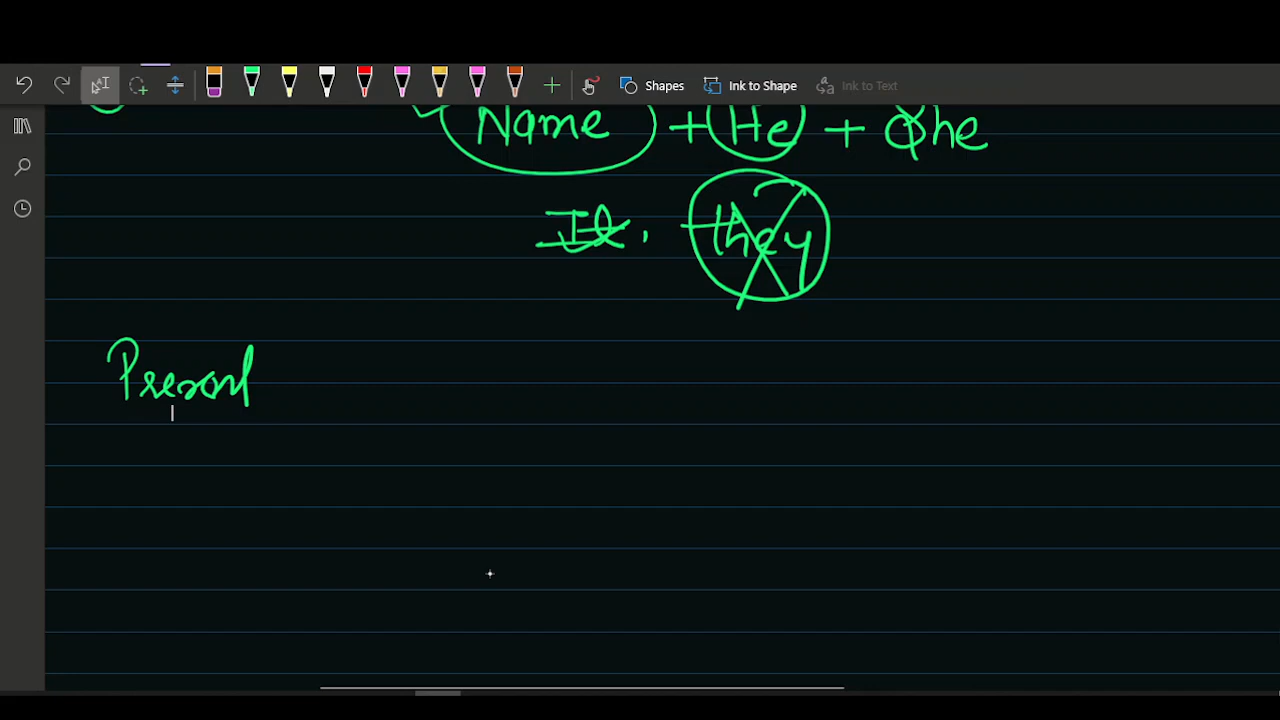 Shapes Ink to Shape Ink to Text
Name + He + she
It, they
Present